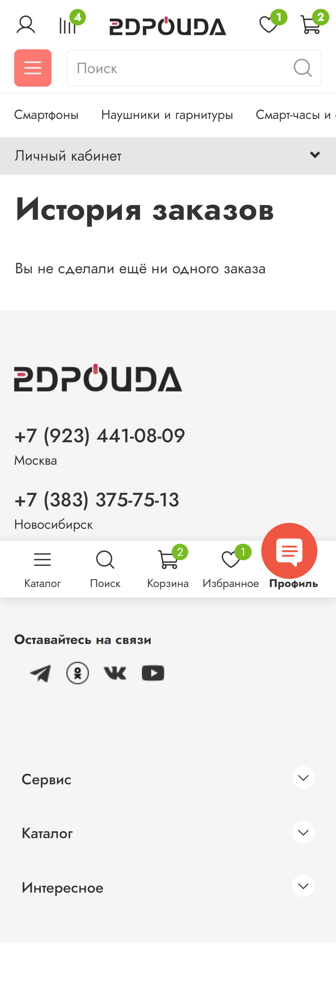 4
2DPOUDA
1
2
Поиск
Смартфоны
Наушники и гарнитуры
Смарт-часы и
Личный кабинет
История заказов
Вы не сделали ещё ни одного заказа
2DPOUDA
+7 (923) 441-08-09
Москва
+7 (383) 375-75-13
Новосибирск
2
1
Каталог
Поиск
Корзина
Избранное
Профиль
Оставайтесь на связи
Сервис
Каталог
Интересное